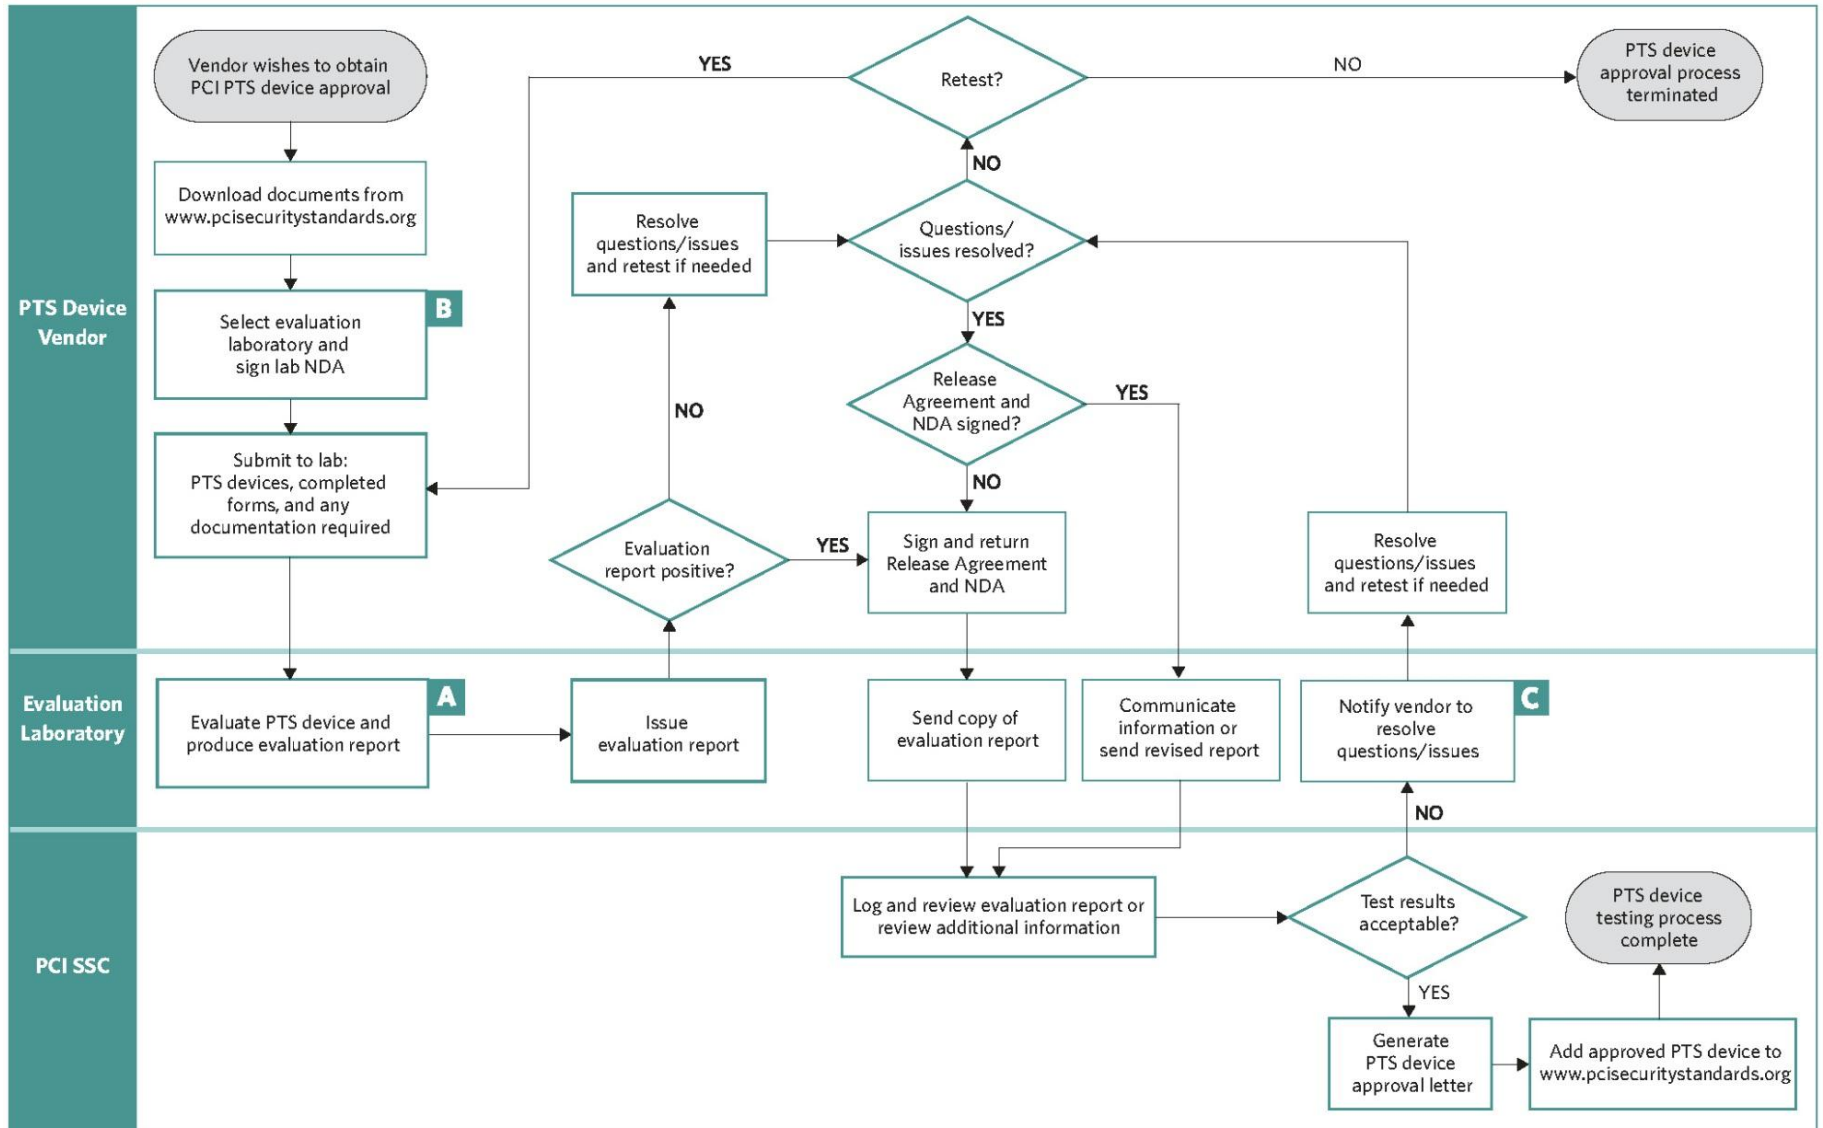 PTS Device
Vendor
Vendor wishes to obtain
PCI PTS device approval
Download documents from
www.pcisecuritystandards.org
B
Select evaluation
laboratory and
sign lab NDA
Submit to lab:
PTS devices, completed
forms, and any
documentation required
YES
Retest?
NO
PTS device
approval process
terminated
NO
Resolve
questions/issues
and retest if needed
Questions/
issues resolved?
YES
NO
Release
Agreement and
NDA signed?
YES
NO
Evaluation
report positive?
YES
Sign and return
Release Agreement
and NDA
Resolve
questions/issues
and retest if needed
Evaluation
Laboratory
A
Evaluate PTS device and
produce evaluation report
Issue
evaluation report
Send copy of
evaluation report
Communicate
information or
send revised report
C
Notify vendor to
resolve
questions/issues
NO
PCI SSC
Log and review evaluation report or
review additional information
Test results
acceptable?
PTS device
testing process
complete
YES
Generate
PTS device
approval letter
Add approved PTS device to
www.pcisecuritystandards.org